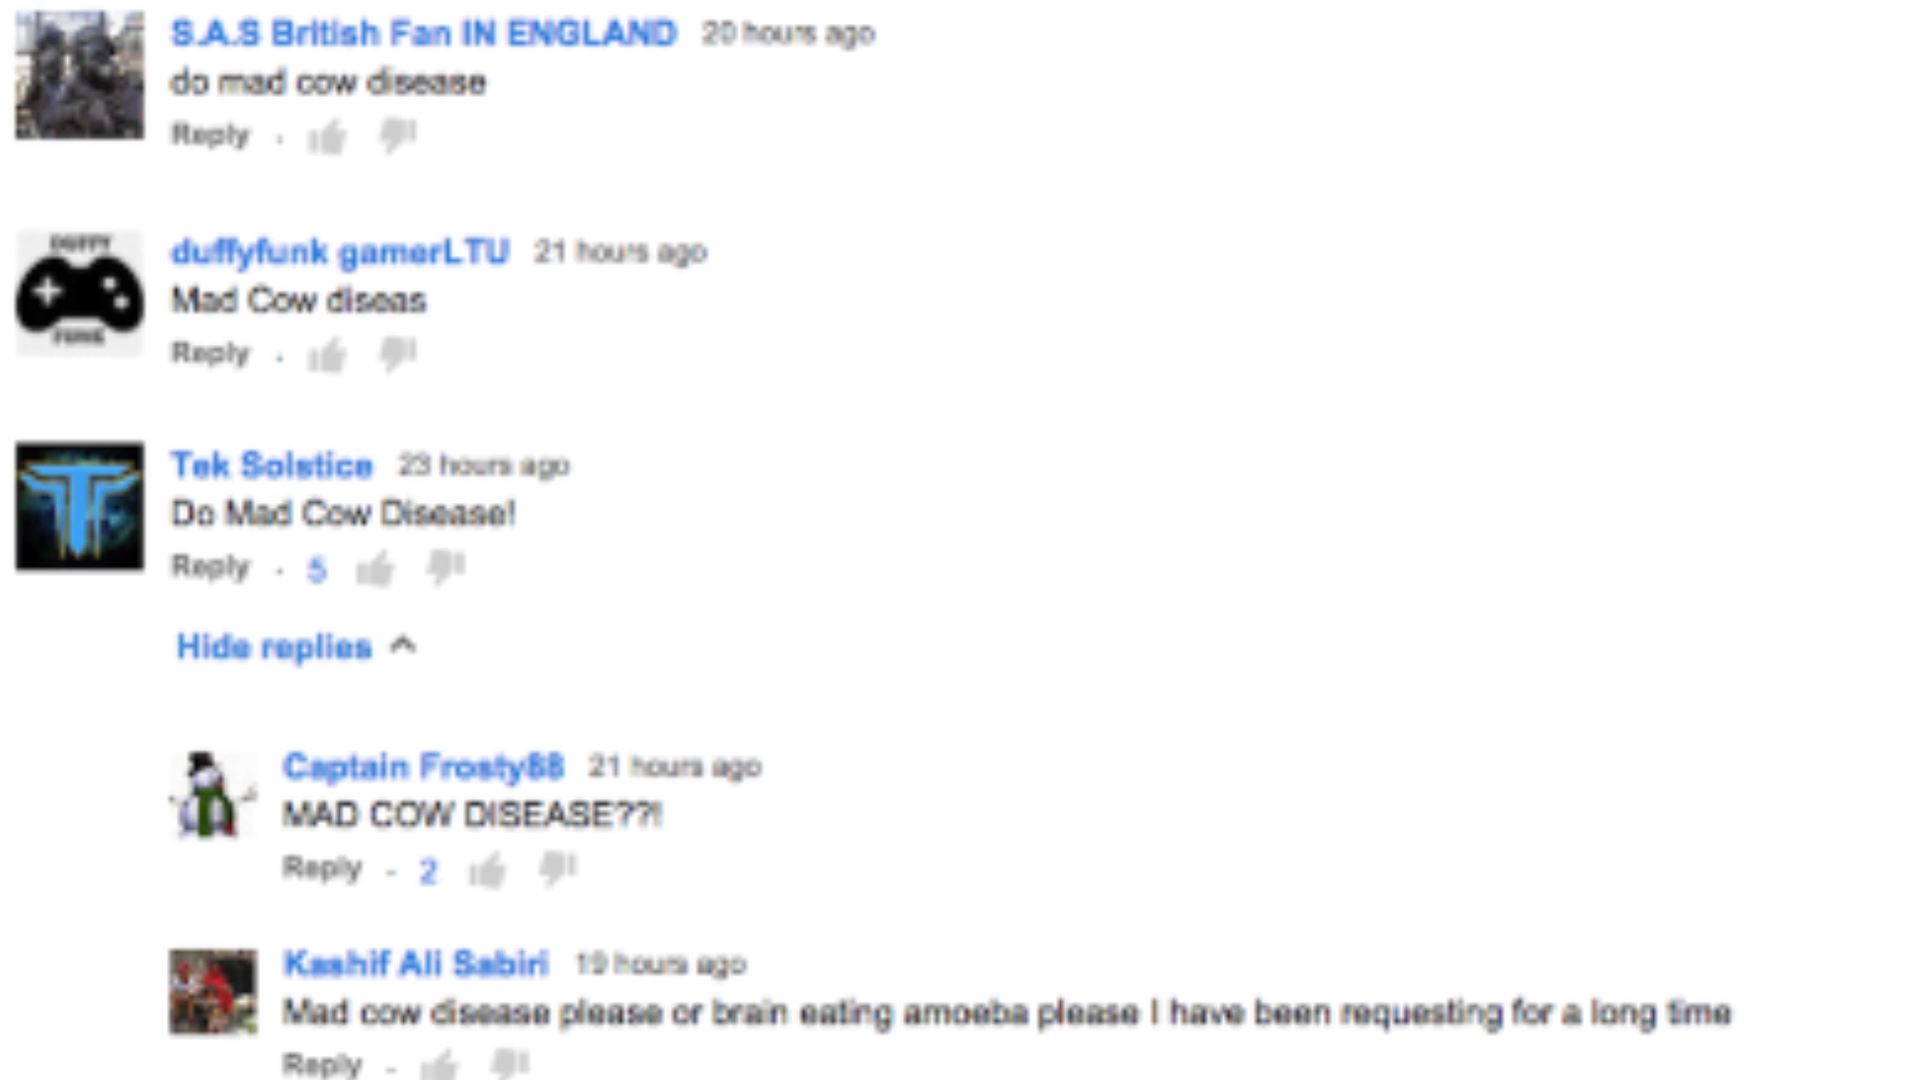 S.A.S British Fan IN ENGLAND 20 hours ago
do mad cow disease
Reply
DUFFY
FUNK
duffyfunk gamerLTU 21 hours ago
Mad Cow diseas
Reply
Tek Solstice 23 hours ago
Do Mad Cow Disease!
Reply · 5
Hide replies
Captain Frosty88 21 hours ago
MAD COW DISEASE??!
Reply · 2
Kashif Ali Sabiri 19 hours ago
Mad cow disease please or brain eating amoeba please I have been requesting for a long time
Reply